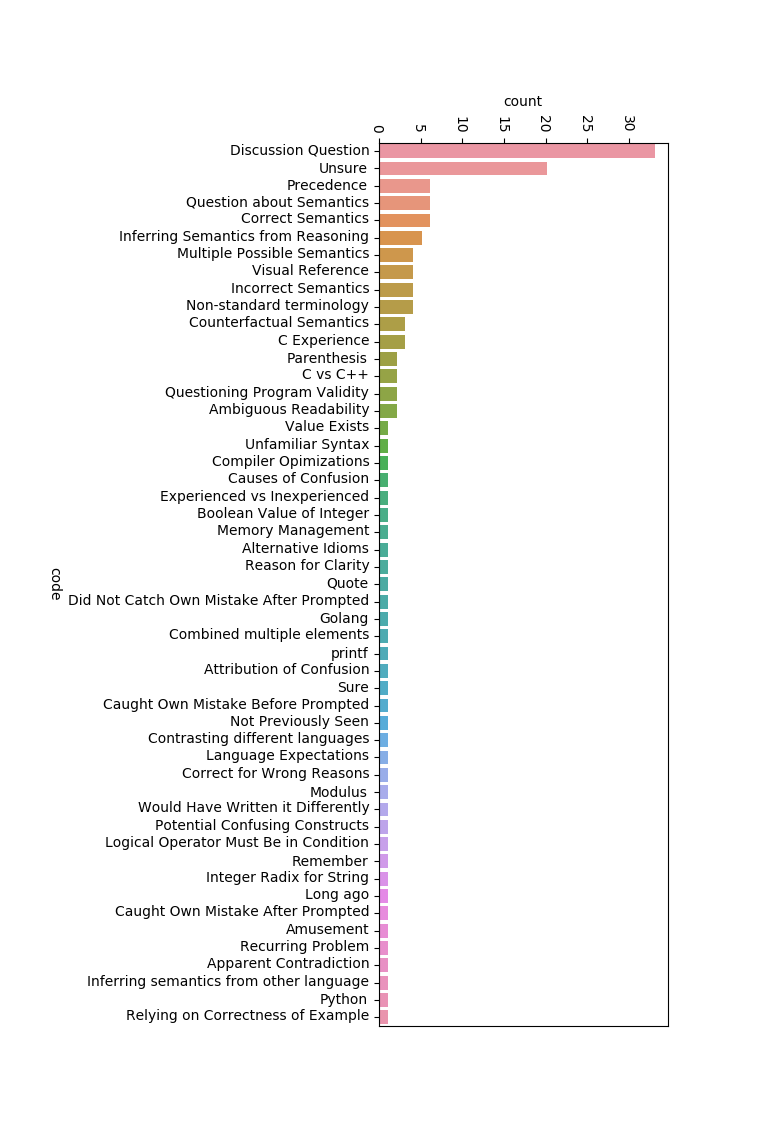 count
0 5 10 15 20 25 30
Discussion Question
Unsure
Precedence
Question about Semantics
Correct Semantics
Inferring Semantics from Reasoning
Multiple Possible Semantics
Visual Reference
Incorrect Semantics
Non-standard terminology
Counterfactual Semantics
C Experience
Parenthesis
C vs C++
Questioning Program Validity
Ambiguous Readability
Value Exists
Unfamiliar Syntax
Compiler Opimizations
Causes of Confusion
Experienced vs Inexperienced
Boolean Value of Integer
Memory Management
Alternative Idioms
Reason for Clarity
Quote
code
Did Not Catch Own Mistake After Prompted
Golang
Combined multiple elements
printf
Attribution of Confusion
Sure
Caught Own Mistake Before Prompted
Not Previously Seen
Contrasting different languages
Language Expectations
Correct for Wrong Reasons
Modulus
Would Have Written it Differently
Potential Confusing Constructs
Logical Operator Must Be in Condition
Remember
Integer Radix for String
Long ago
Caught Own Mistake After Prompted
Amusement
Recurring Problem
Apparent Contradiction
Inferring semantics from other language
Python
Relying on Correctness of Example